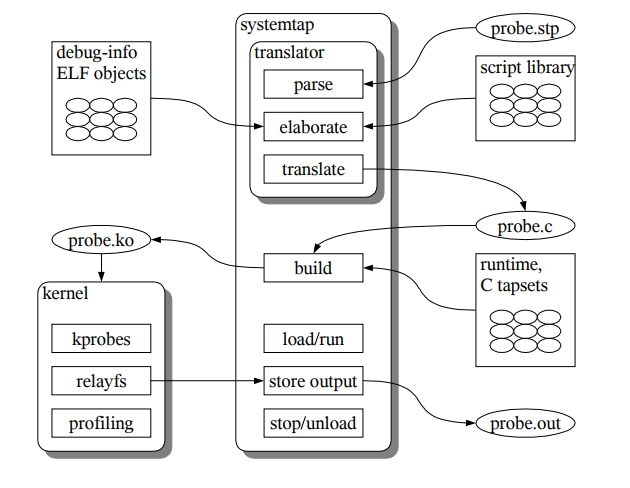 systemtap
probe.stp
debug-info
ELF objects
translator
script library
parse
elaborate
translate
probe.c
probe.ko
build
runtime,
C tapsets
kernel
kprobes
load/run
relayfs
store output
profiling
stop/unload
probe.out